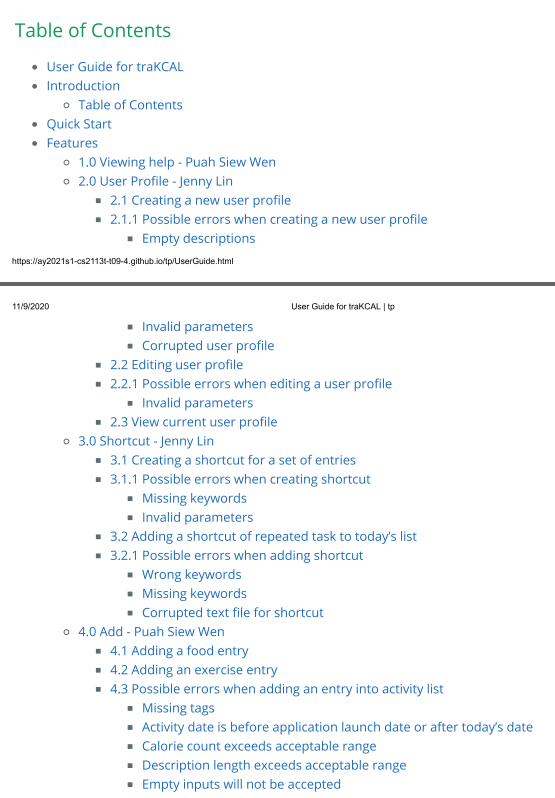 Table of Contents
User Guide for traKCAL
Introduction
Table of Contents
Quick Start
Features
1.0 Viewing help - Puah Siew Wen
2.0 User Profile - Jenny Lin
2.1 Creating a new user profile
2.1.1 Possible errors when creating a new user profile
Empty descriptions
https://ay2021s1-cs2113t-t09-4.github.io/tp/UserGuide.html
11/9/2020 User Guide for traKCAL | tp
Invalid parameters
Corrupted user profile
2.2 Editing user profile
2.2.1 Possible errors when editing a user profile
Invalid parameters
2.3 View current user profile
3.0 Shortcut - Jenny Lin
3.1 Creating a shortcut for a set of entries
3.1.1 Possible errors when creating shortcut
Missing keywords
Invalid parameters
3.2 Adding a shortcut of repeated task to today's list
3.2.1 Possible errors when adding shortcut
Wrong keywords
Missing keywords
Corrupted text file for shortcut
4.0 Add - Puah Siew Wen
4.1 Adding a food entry
4.2 Adding an exercise entry
4.3 Possible errors when adding an entry into activity list
Missing tags
Activity date is before application launch date or after today's date
Calorie count exceeds acceptable range
Description length exceeds acceptable range
Empty inputs will not be accepted